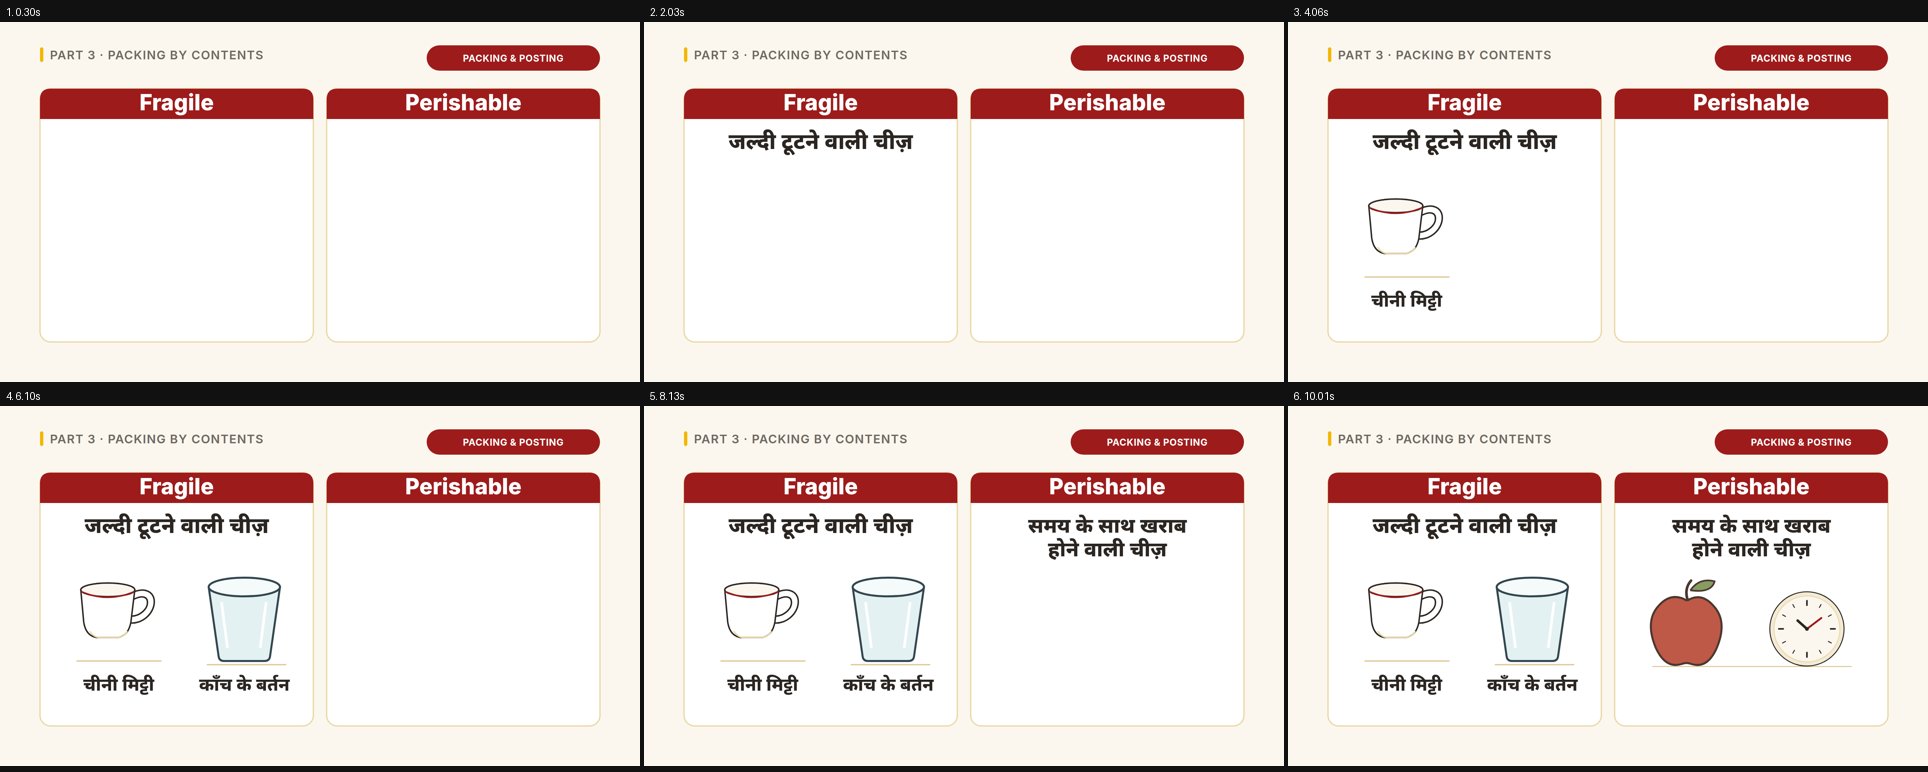 1. 0.30s
PART 3 · PACKING BY CONTENTS
PACKING & POSTING
Fragile
Perishable
2. 2.03s
PART 3 · PACKING BY CONTENTS
PACKING & POSTING
Fragile
Perishable
जल्दी टूटने वाली चीज़
3. 4.06s
PART 3 · PACKING BY CONTENTS
PACKING & POSTING
Fragile
Perishable
जल्दी टूटने वाली चीज़
चीनी मिट्टी
4. 6.10s
PART 3 · PACKING BY CONTENTS
PACKING & POSTING
Fragile
Perishable
जल्दी टूटने वाली चीज़
चीनी मिट्टी
काँच के बर्तन
5. 8.13s
PART 3 · PACKING BY CONTENTS
PACKING & POSTING
Fragile
जल्दी टूटने वाली चीज़
चीनी मिट्टी
काँच के बर्तन
Perishable
समय के साथ खराब
होने वाली चीज़
6. 10.01s
PART 3 · PACKING BY CONTENTS
PACKING & POSTING
Fragile
जल्दी टूटने वाली चीज़
चीनी मिट्टी
काँच के बर्तन
Perishable
समय के साथ खराब
होने वाली चीज़